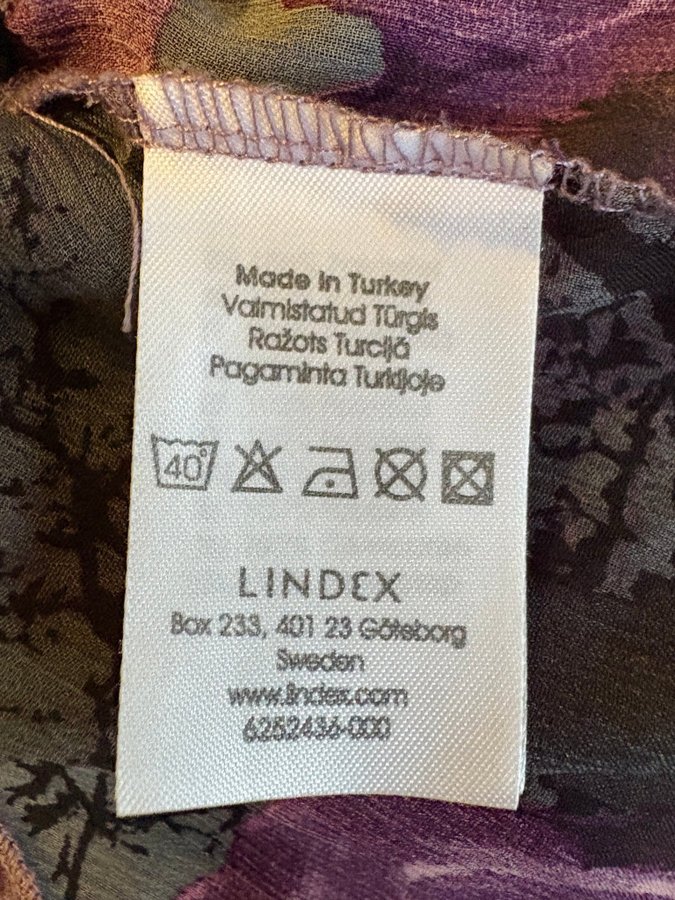 Made in Turkey
Valmistatud Türgis
Ražots Turcijā
Pagaminta Turkijoje
40°
LINDEX
Box 233, 401 23 Göteborg
Sweden
www.lindex.com
6252436-000